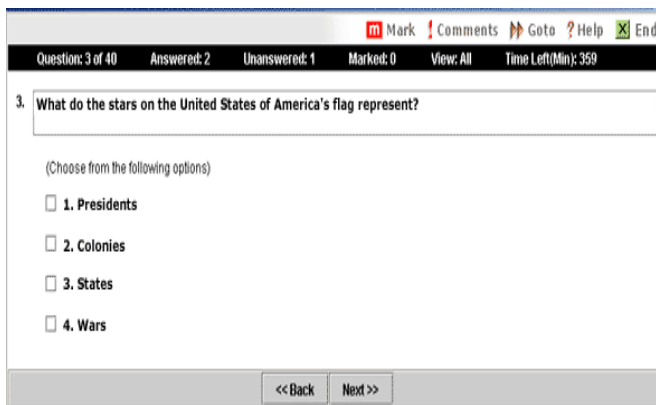 m Mark ! Comments Goto ? Help X End
Question: 3 of 40 Answered: 2 Unanswered: 1 Marked: 0 View: All Time Left(Min): 359
3. What do the stars on the United States of America's flag represent?
(Choose from the following options)
1. Presidents
2. Colonies
3. States
4. Wars
<< Back Next >>